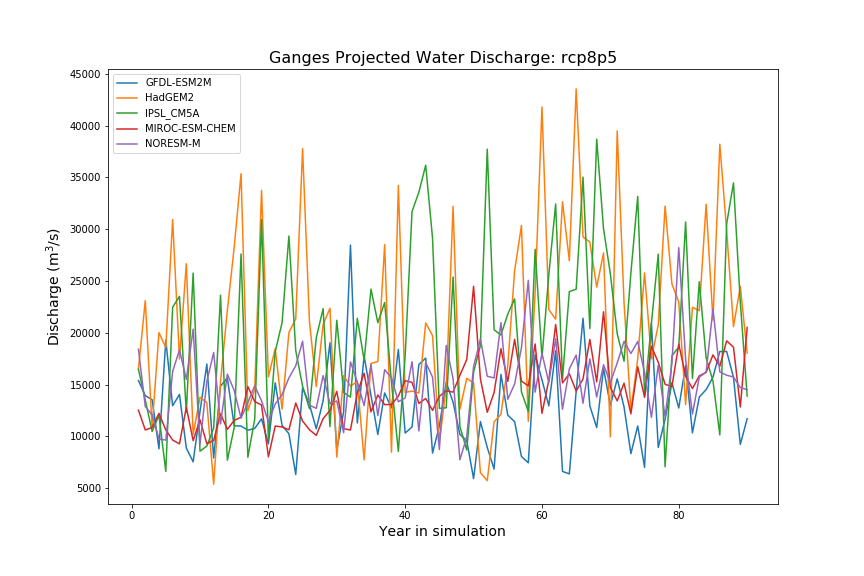 Ganges Projected Water Discharge: rcp8p5
45000
40000
35000
30000
25000
20000
15000
10000
5000
Discharge (m³/s)
GFDL-ESM2M
HadGEM2
IPSL_CM5A
MIROC-ESM-CHEM
NORESM-M
0 20 40 60 80
Year in simulation